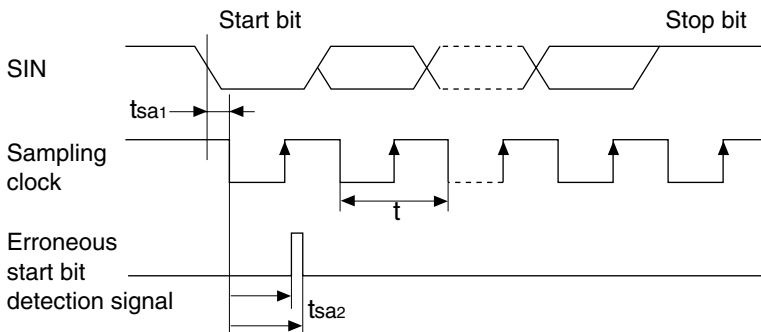 Start bit
Stop bit
SIN
tsa1
Sampling
clock
t
Erroneous
start bit
detection signal
tsa2